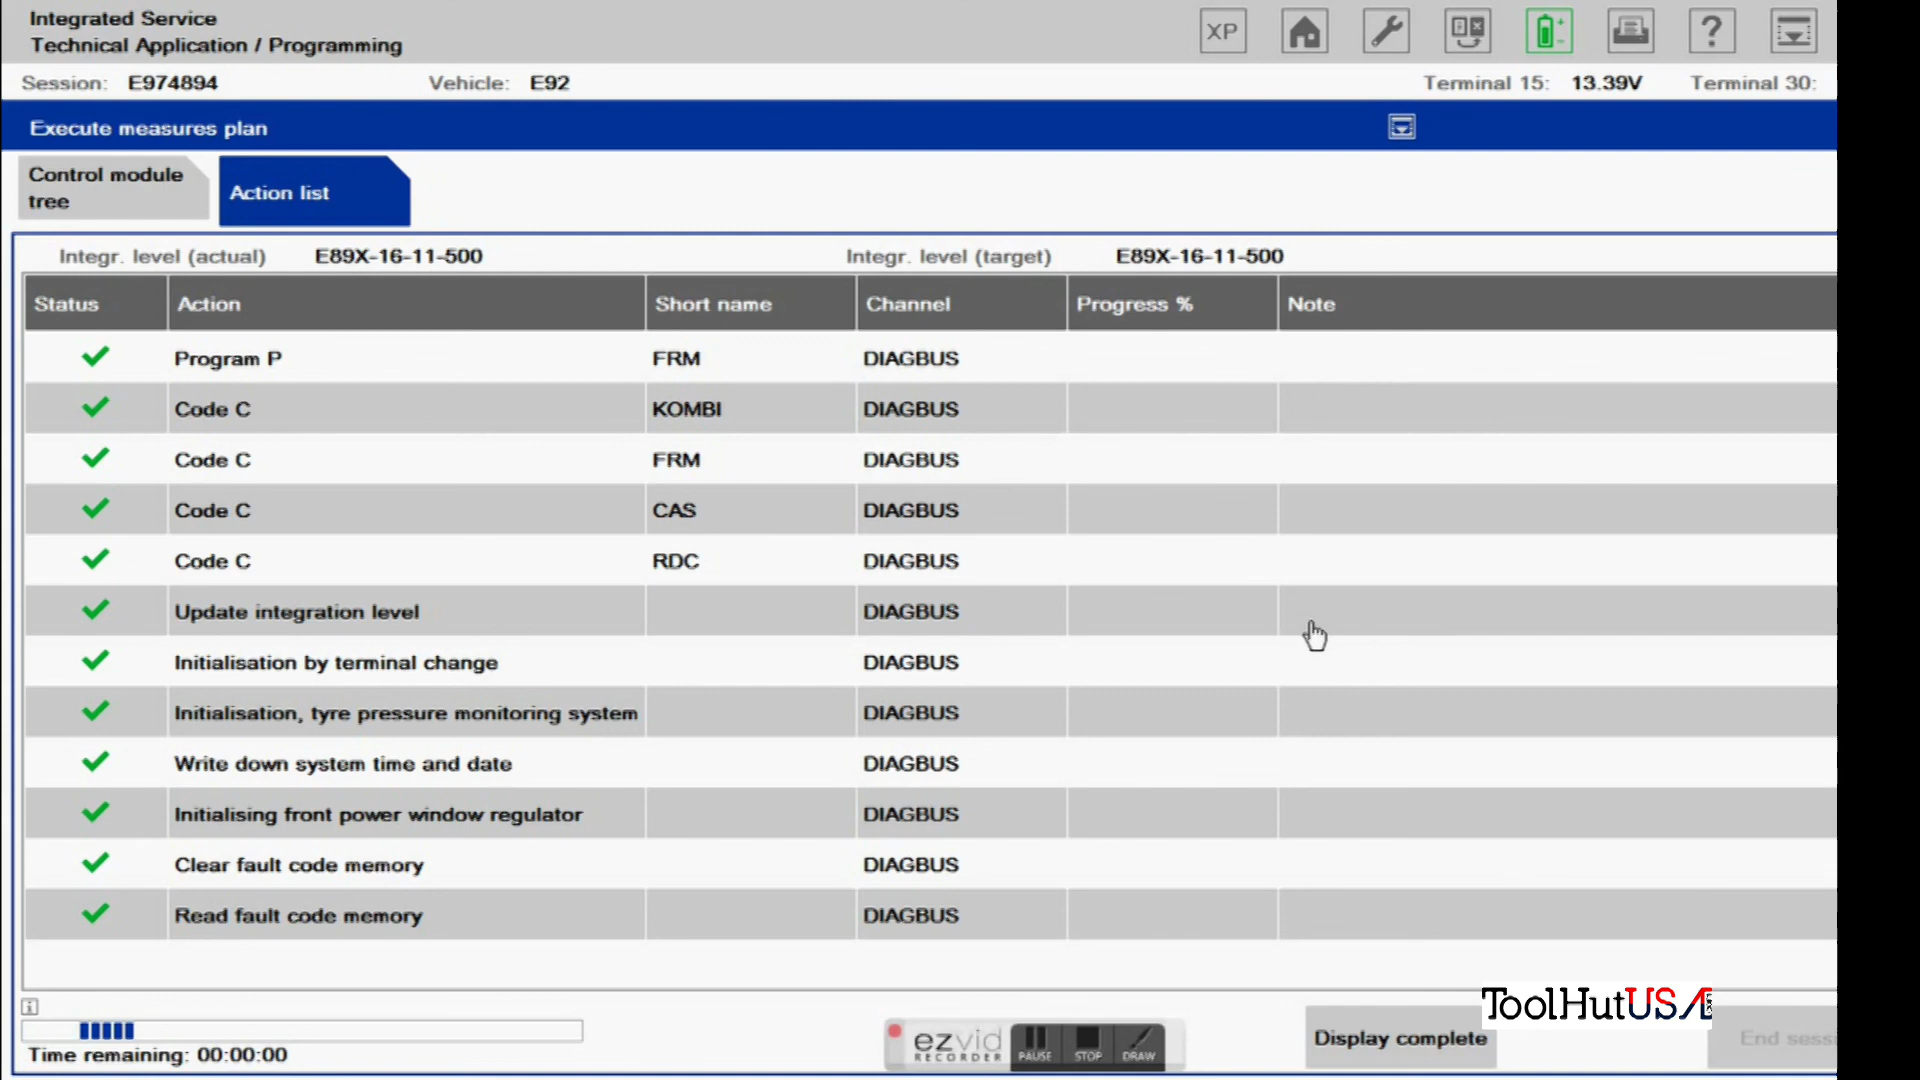 Integrated Service
Technical Application / Programming
XP
Session: E974894 Vehicle: E92 Terminal 15: 13.39V Terminal 30:
Execute measures plan
Control module
tree
Action list
Integr. level (actual) E89X-16-11-500 Integr. level (target) E89X-16-11-500
Status Action Short name Channel Progress % Note
Program P FRM DIAGBUS
Code C KOMBI DIAGBUS
Code C FRM DIAGBUS
Code C CAS DIAGBUS
Code C RDC DIAGBUS
Update integration level DIAGBUS
Initialisation by terminal change DIAGBUS
Initialisation, tyre pressure monitoring system DIAGBUS
Write down system time and date DIAGBUS
Initialising front power window regulator DIAGBUS
Clear fault code memory DIAGBUS
Read fault code memory DIAGBUS
Time remaining: 00:00:00
ezvid
RECORDER
PAUSE STOP DRAW
Display complete
End sessi
ToolHutUSA